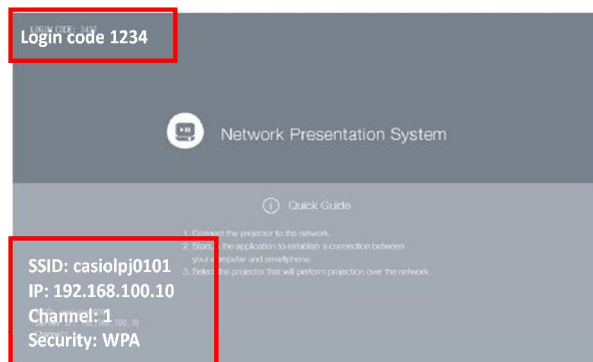 Login code 1234
Network Presentation System
Quick Guide
1. Connect the projector to the network.
2. Startup the application to establish a connection between
your computer and smartphone.
3. Select the projector that will perform projection over the network.
SSID: casiolpj0101
IP: 192.168.100.10
Channel: 1
Security: WPA